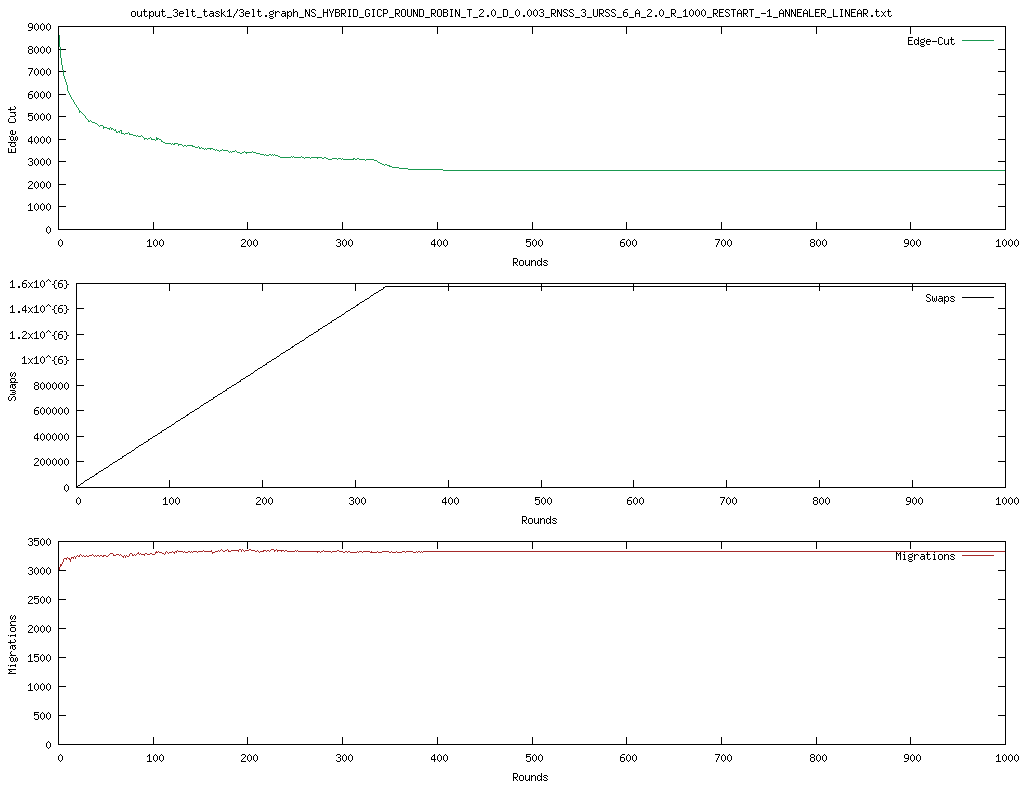 output_3elt_task1/3elt.graph_NS_HYBRID_GICP_ROUND_ROBIN_T_2.0_D_0.003_RNSS_3_URSS_6_A_2.0_R_1000_RESTART_-1_ANNEALER_LINEAR.txt
9000
8000
7000
6000
5000
4000
3000
2000
1000
0
Edge Cut
Edge-Cut
0 100 200 300 400 500 600 700 800 900 1000
Rounds
1.6x10^{6}
1.4x10^{6}
1.2x10^{6}
1x10^{6}
800000
600000
400000
200000
0
Swaps
Swaps
0 100 200 300 400 500 600 700 800 900 1000
Rounds
3500
3000
2500
2000
1500
1000
500
0
Migrations
Migrations
0 100 200 300 400 500 600 700 800 900 1000
Rounds